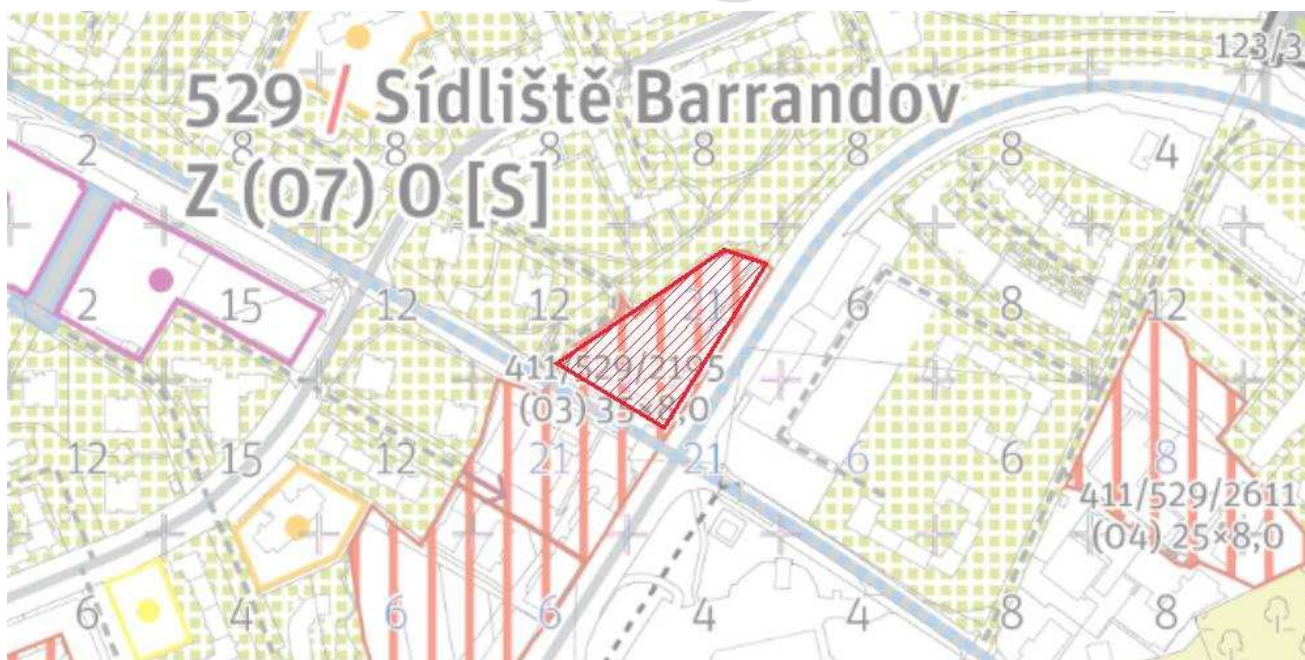 123/3
529 / Sídliště Barrandov
2 8 8 8 8 8 8 4
Z (07) O [S]
2 15 12 12 21 6 8 12
411/529/2195
(03) 35×8,0
12 15 12 21 21 6 6 8
411/529/2611
(04) 25×8,0
6 4 6 6 4 4 8 8